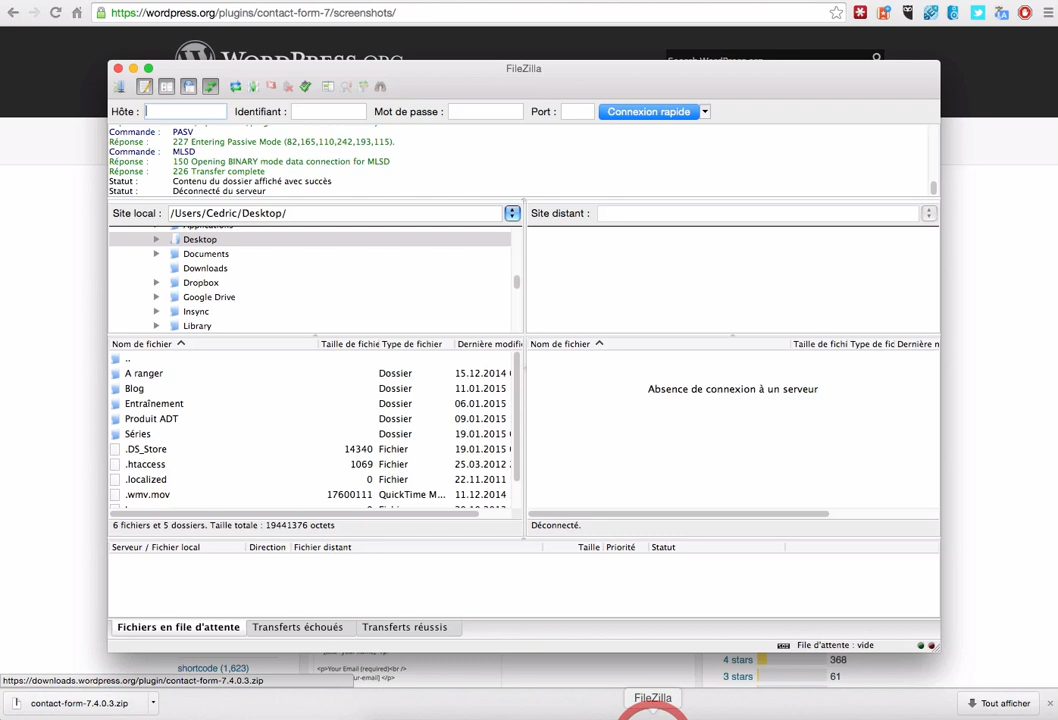 https://wordpress.org/plugins/contact-form-7/screenshots/
WORDPRESS.ORG
Search WordPress.org
FileZilla
Hôte : Identifiant : Mot de passe : Port : Connexion rapide
Commande : PASV
Réponse : 227 Entering Passive Mode (82,165,110,242,193,115).
Commande : MLSD
Réponse : 150 Opening BINARY mode data connection for MLSD
Réponse : 226 Transfer complete
Statut : Contenu du dossier affiché avec succès
Statut : Déconnecté du serveur
Site local : /Users/Cedric/Desktop/ Site distant :
Applications
Desktop
Documents
Downloads
Dropbox
Google Drive
Insync
Library
Nom de fichier Taille de fichie Type de fichier Dernière modifi Nom de fichier Taille de fichi Type de fic Dernière n
..
A ranger Dossier 15.12.2014
Blog Dossier 11.01.2015
Entraînement Dossier 06.01.2015
Produit ADT Dossier 09.01.2015
Séries Dossier 19.01.2015
.DS_Store 14340 Fichier 19.01.2015
.htaccess 1069 Fichier 25.03.2012
.localized 0 Fichier 22.11.2011
.wmv.mov 17600111 QuickTime M... 11.12.2014
Absence de connexion à un serveur
6 fichiers et 5 dossiers. Taille totale : 19441376 octets Déconnecté.
Serveur / Fichier local Direction Fichier distant Taille Priorité Statut
Fichiers en file d'attente Transferts échoués Transferts réussis
File d'attente : vide
shortcode (1,623)
<p>Your Email (required)<br />
4 stars 368
3 stars 61
https://downloads.wordpress.org/plugin/contact-form-7.4.0.3.zip
contact-form-7.4.0.3.zip
FileZilla
Tout afficher